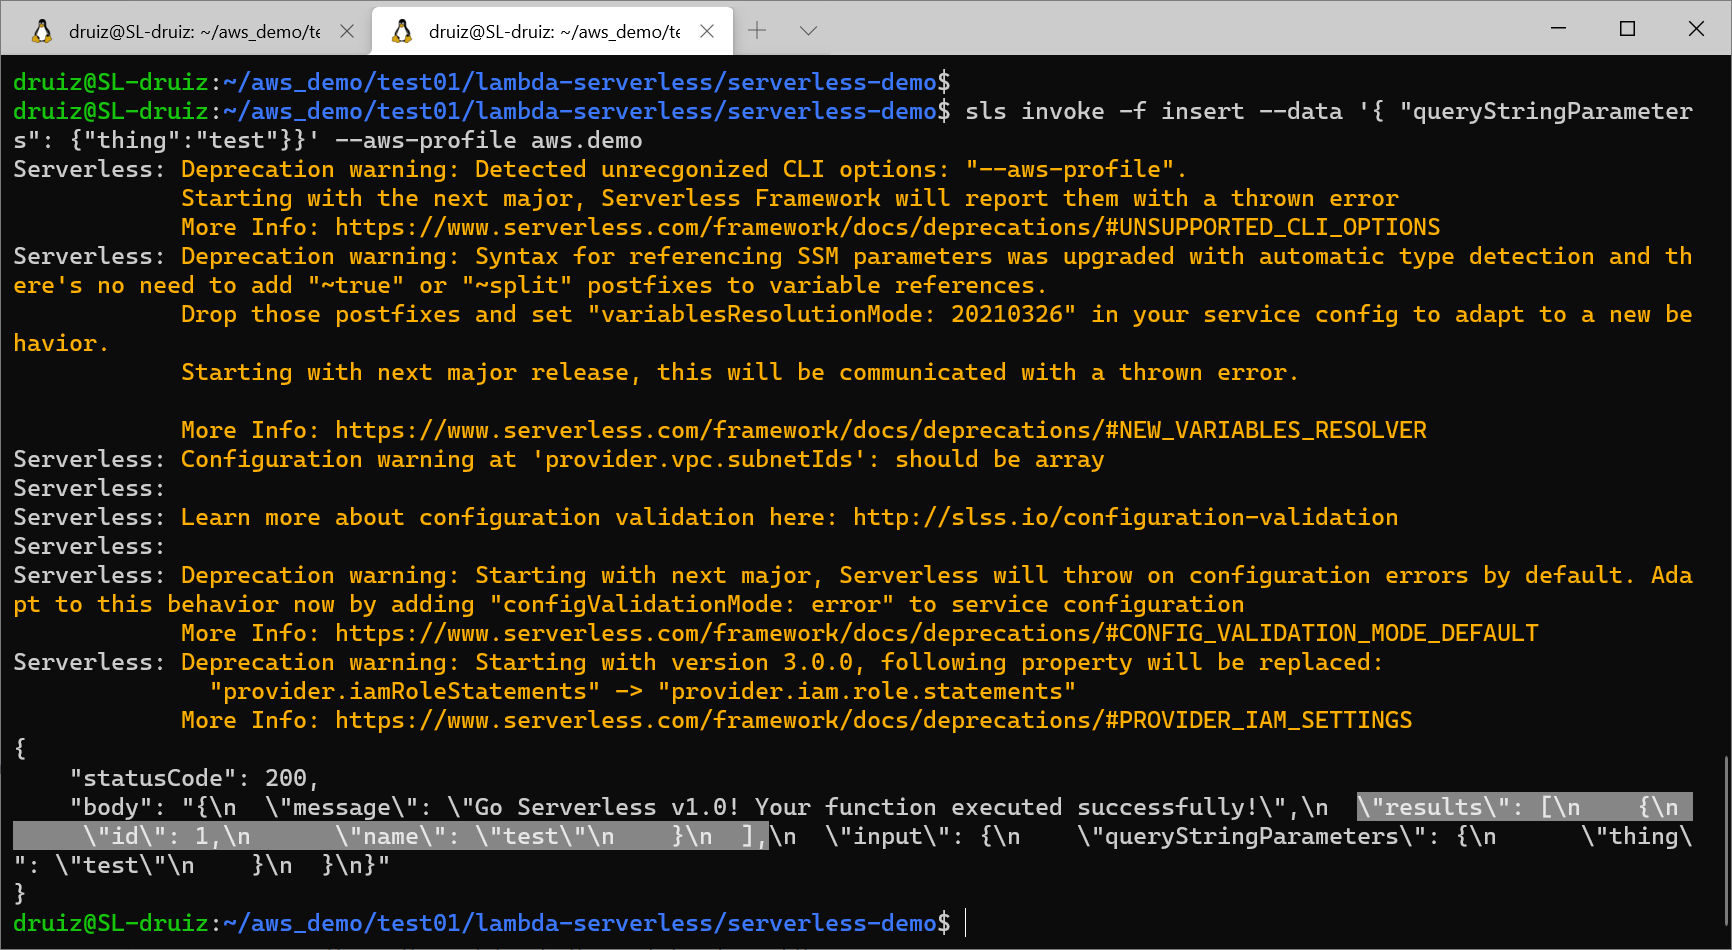 druiz@SL-druiz: ~/aws_demo/te
druiz@SL-druiz: ~/aws_demo/te
druiz@SL-druiz:~/aws_demo/test01/lambda-serverless/serverless-demo$
druiz@SL-druiz:~/aws_demo/test01/lambda-serverless/serverless-demo$ sls invoke -f insert --data '{ "queryStringParameter
s": {"thing":"test"}}' --aws-profile aws.demo
Serverless: Deprecation warning: Detected unrecgonized CLI options: "--aws-profile".
            Starting with the next major, Serverless Framework will report them with a thrown error
            More Info: https://www.serverless.com/framework/docs/deprecations/#UNSUPPORTED_CLI_OPTIONS
Serverless: Deprecation warning: Syntax for referencing SSM parameters was upgraded with automatic type detection and th
ere's no need to add "~true" or "~split" postfixes to variable references.
            Drop those postfixes and set "variablesResolutionMode: 20210326" in your service config to adapt to a new be
havior.
            Starting with next major release, this will be communicated with a thrown error.
            More Info: https://www.serverless.com/framework/docs/deprecations/#NEW_VARIABLES_RESOLVER
Serverless: Configuration warning at 'provider.vpc.subnetIds': should be array
Serverless:
Serverless: Learn more about configuration validation here: http://slss.io/configuration-validation
Serverless:
Serverless: Deprecation warning: Starting with next major, Serverless will throw on configuration errors by default. Ada
pt to this behavior now by adding "configValidationMode: error" to service configuration
            More Info: https://www.serverless.com/framework/docs/deprecations/#CONFIG_VALIDATION_MODE_DEFAULT
Serverless: Deprecation warning: Starting with version 3.0.0, following property will be replaced:
              "provider.iamRoleStatements" -> "provider.iam.role.statements"
            More Info: https://www.serverless.com/framework/docs/deprecations/#PROVIDER_IAM_SETTINGS
{
    "statusCode": 200,
    "body": "{\n  \"message\": \"Go Serverless v1.0! Your function executed successfully!\",\n  \"results\": [\n    {\n 
     \"id\": 1,\n      \"name\": \"test\"\n    }\n  ],\n  \"input\": {\n    \"queryStringParameters\": {\n      \"thing\
": \"test\"\n    }\n  }\n}"
}
druiz@SL-druiz:~/aws_demo/test01/lambda-serverless/serverless-demo$